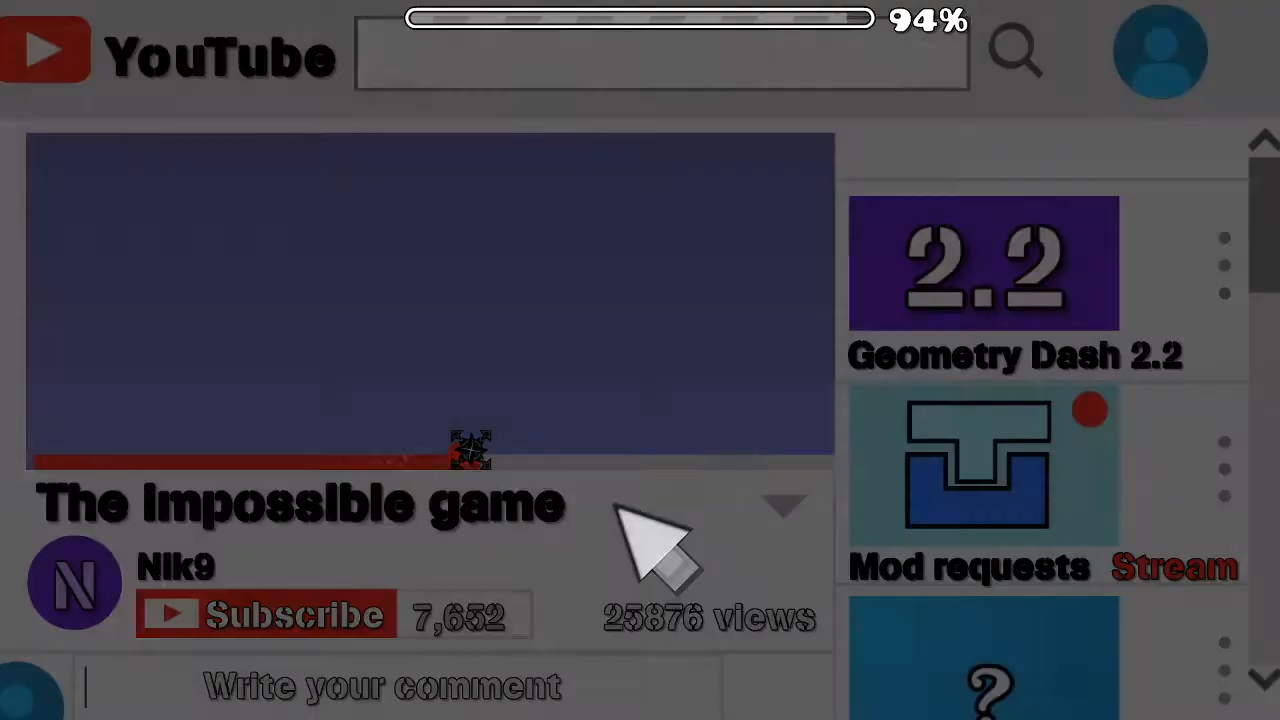 94%
YouTube
2.2
Geometry Dash 2.2
The Impossible game
N
Nik9
Mod requests Stream
Subscribe 7,652
25876 views
Write your comment
?